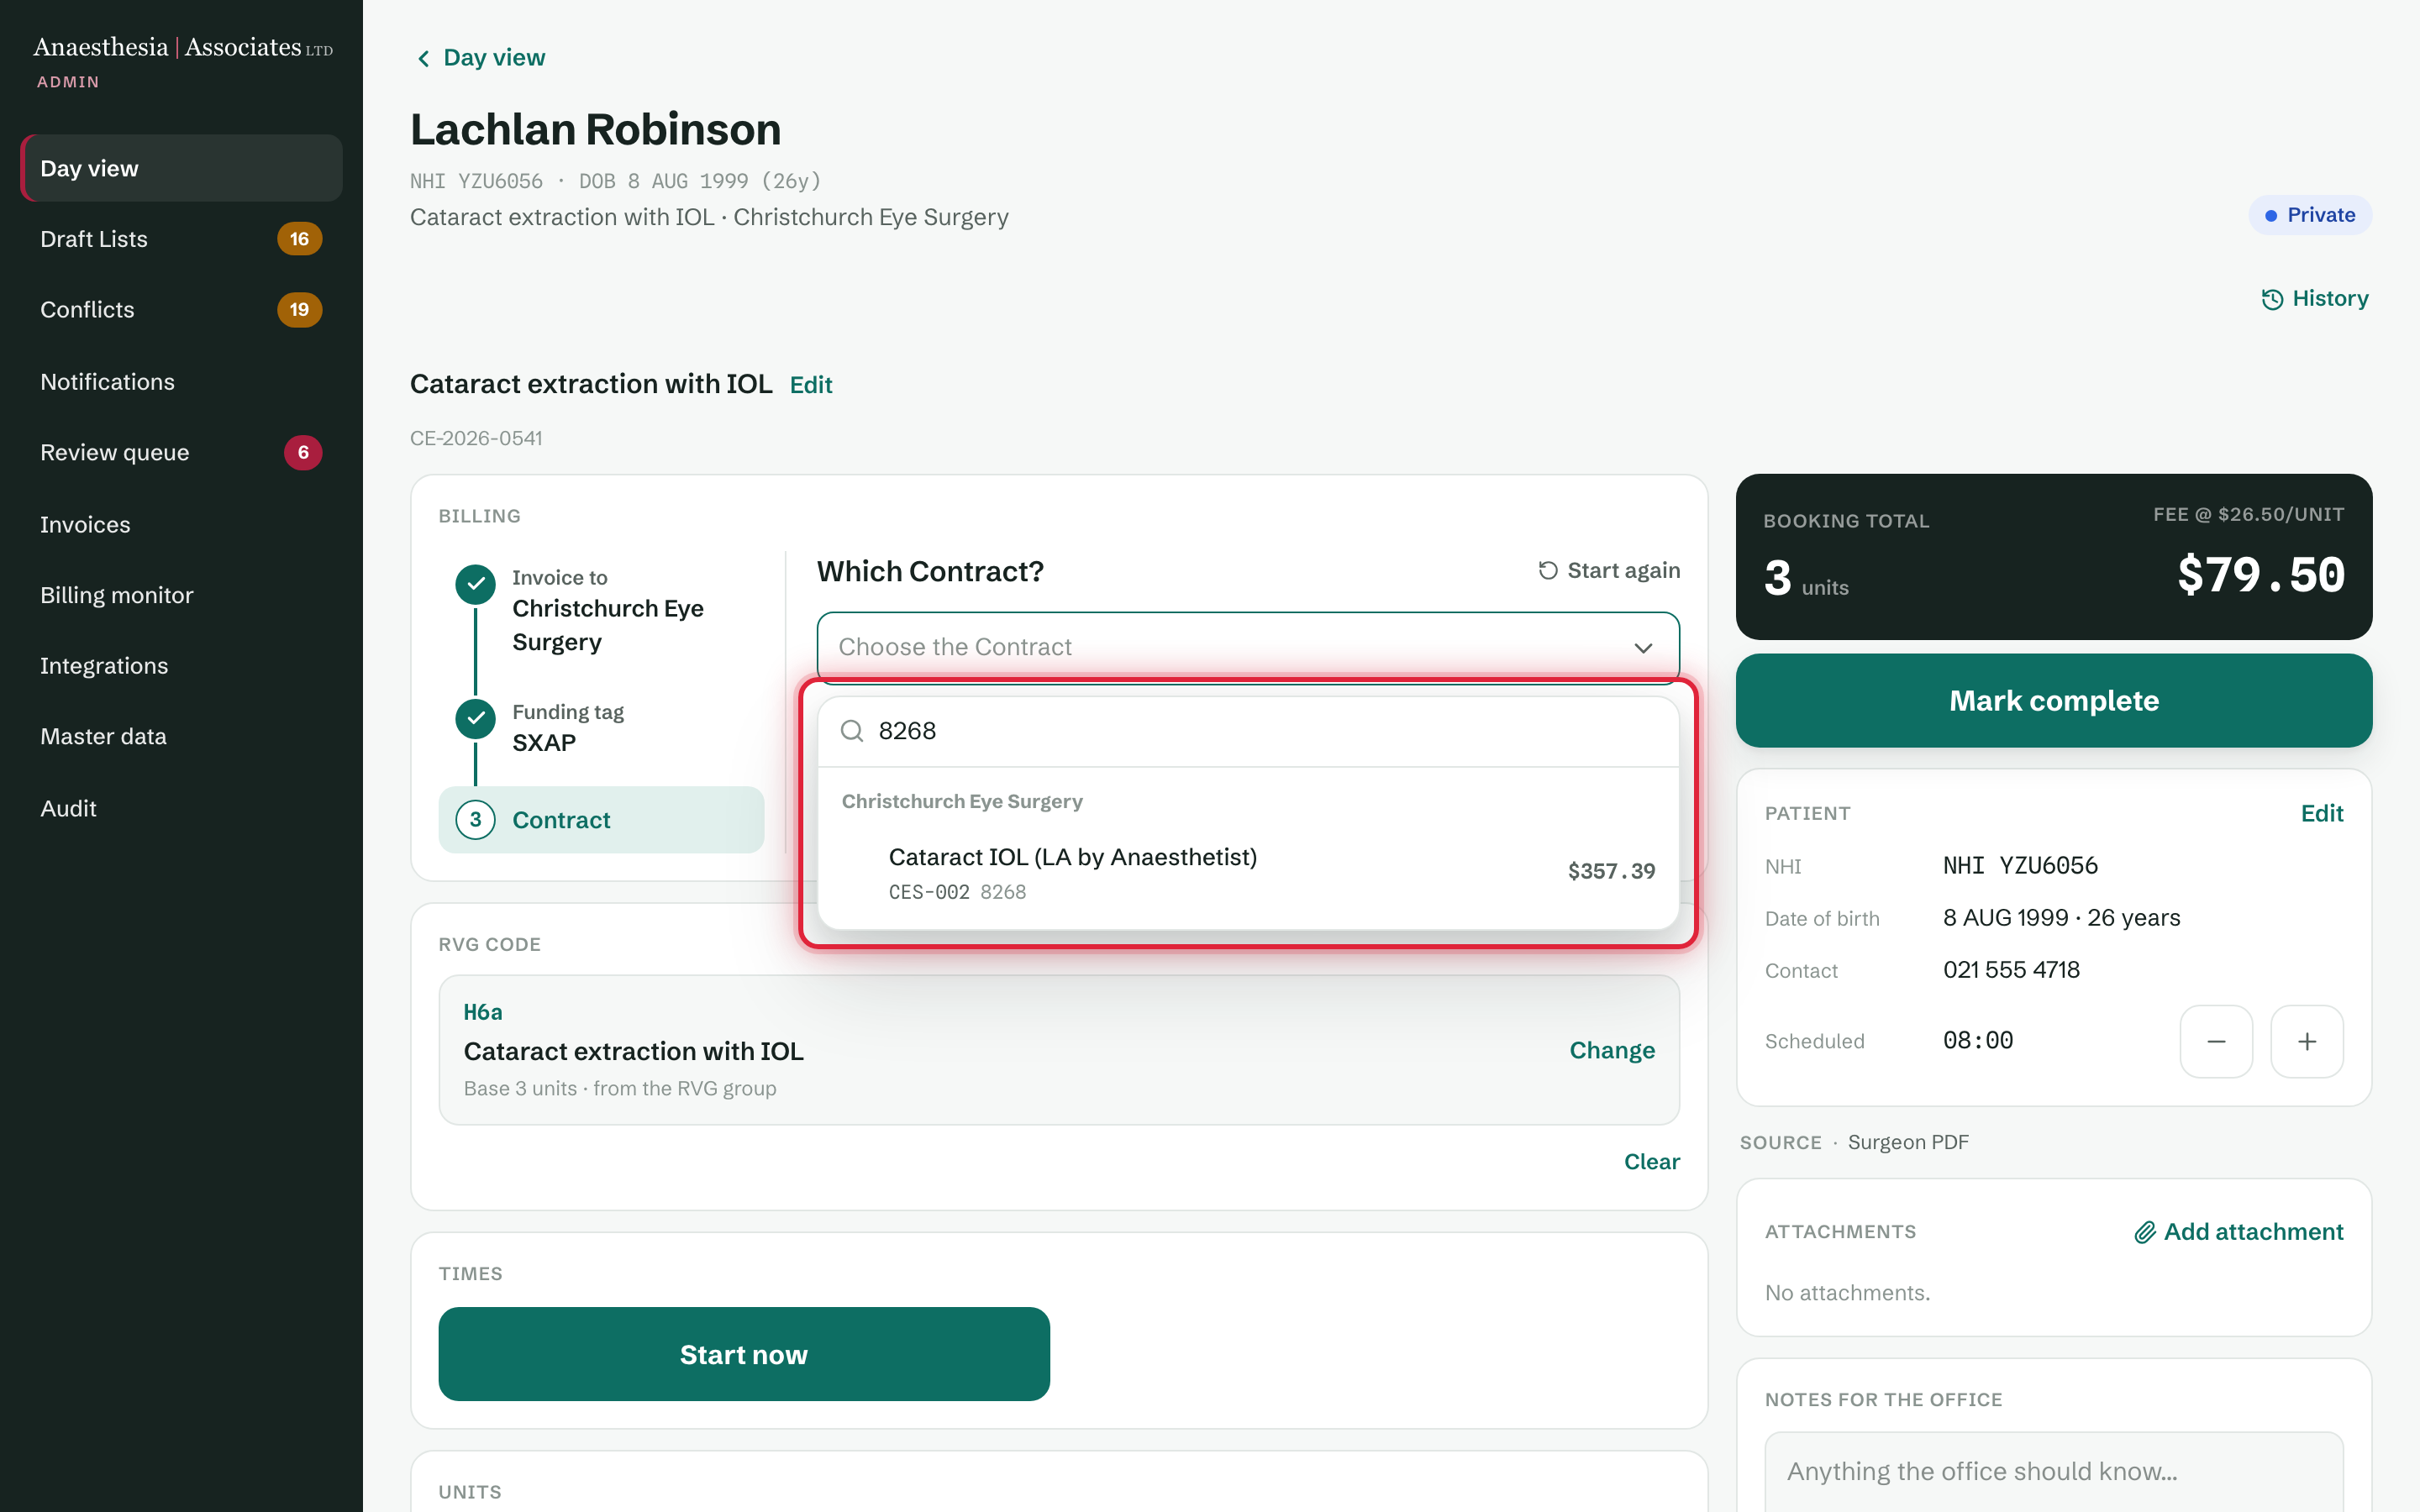 Anaesthesia | Associates LTD
ADMIN
Day view
Draft Lists 16
Conflicts 19
Notifications
Review queue 6
Invoices
Billing monitor
Integrations
Master data
Audit
Day view
Lachlan Robinson
NHI YZU6056 · DOB 8 AUG 1999 (26y)
Cataract extraction with IOL · Christchurch Eye Surgery
Private
History
Cataract extraction with IOL Edit
CE-2026-0541
BILLING
Invoice to
Christchurch Eye
Surgery
Funding tag
SXAP
3 Contract
Which Contract?
Start again
Choose the Contract
8268
Christchurch Eye Surgery
Cataract IOL (LA by Anaesthetist)
CES-002 8268
$357.39
RVG CODE
H6a
Cataract extraction with IOL
Base 3 units · from the RVG group
Change
Clear
TIMES
Start now
UNITS
BOOKING TOTAL
FEE @ $26.50/UNIT
3 units
$79.50
Mark complete
PATIENT
Edit
NHI NHI YZU6056
Date of birth 8 AUG 1999 · 26 years
Contact 021 555 4718
Scheduled 08:00 − +
SOURCE · Surgeon PDF
ATTACHMENTS
Add attachment
No attachments.
NOTES FOR THE OFFICE
Anything the office should know...